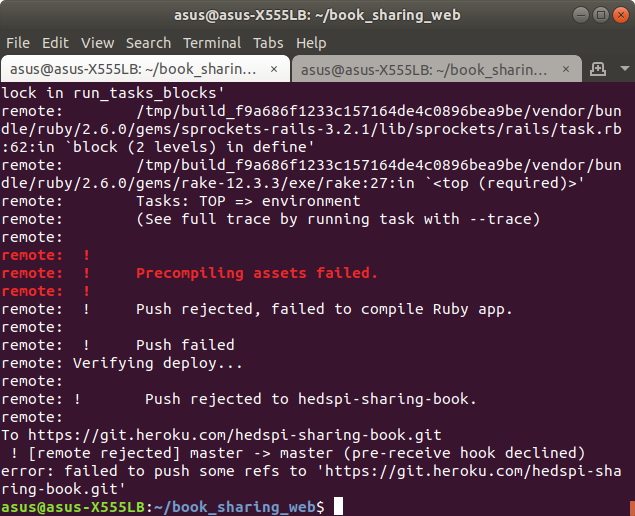 asus@asus-X555LB: ~/book_sharing_web
File Edit View Search Terminal Tabs Help
asus@asus-X555LB: ~/book_sharin... × asus@asus-X555LB: ~/book_sharin... ×
lock in run_tasks_blocks'
remote:        /tmp/build_f9a686f1233c157164de4c0896bea9be/vendor/bun
dle/ruby/2.6.0/gems/sprockets-rails-3.2.1/lib/sprockets/rails/task.rb
:62:in `block (2 levels) in define'
remote:        /tmp/build_f9a686f1233c157164de4c0896bea9be/vendor/bun
dle/ruby/2.6.0/gems/rake-12.3.3/exe/rake:27:in `<top (required)>'
remote:        Tasks: TOP => environment
remote:        (See full trace by running task with --trace)
remote:
remote:  !
remote:  !     Precompiling assets failed.
remote:  !
remote:  !     Push rejected, failed to compile Ruby app.
remote:
remote:  !     Push failed
remote: Verifying deploy...
remote:
remote: !       Push rejected to hedspi-sharing-book.
remote:
To https://git.heroku.com/hedspi-sharing-book.git
 ! [remote rejected] master -> master (pre-receive hook declined)
error: failed to push some refs to 'https://git.heroku.com/hedspi-sha
ring-book.git'
asus@asus-X555LB:~/book_sharing_web$